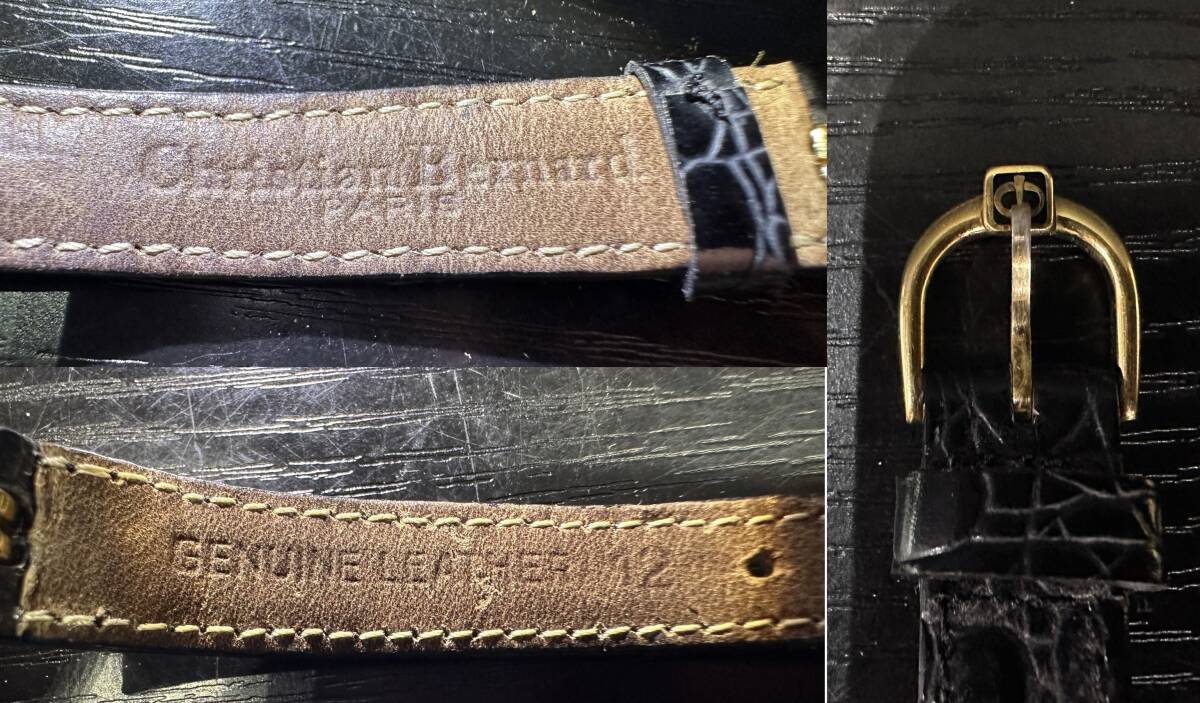 Christian Bernard
PARIS
GENUINE LEATHER 12